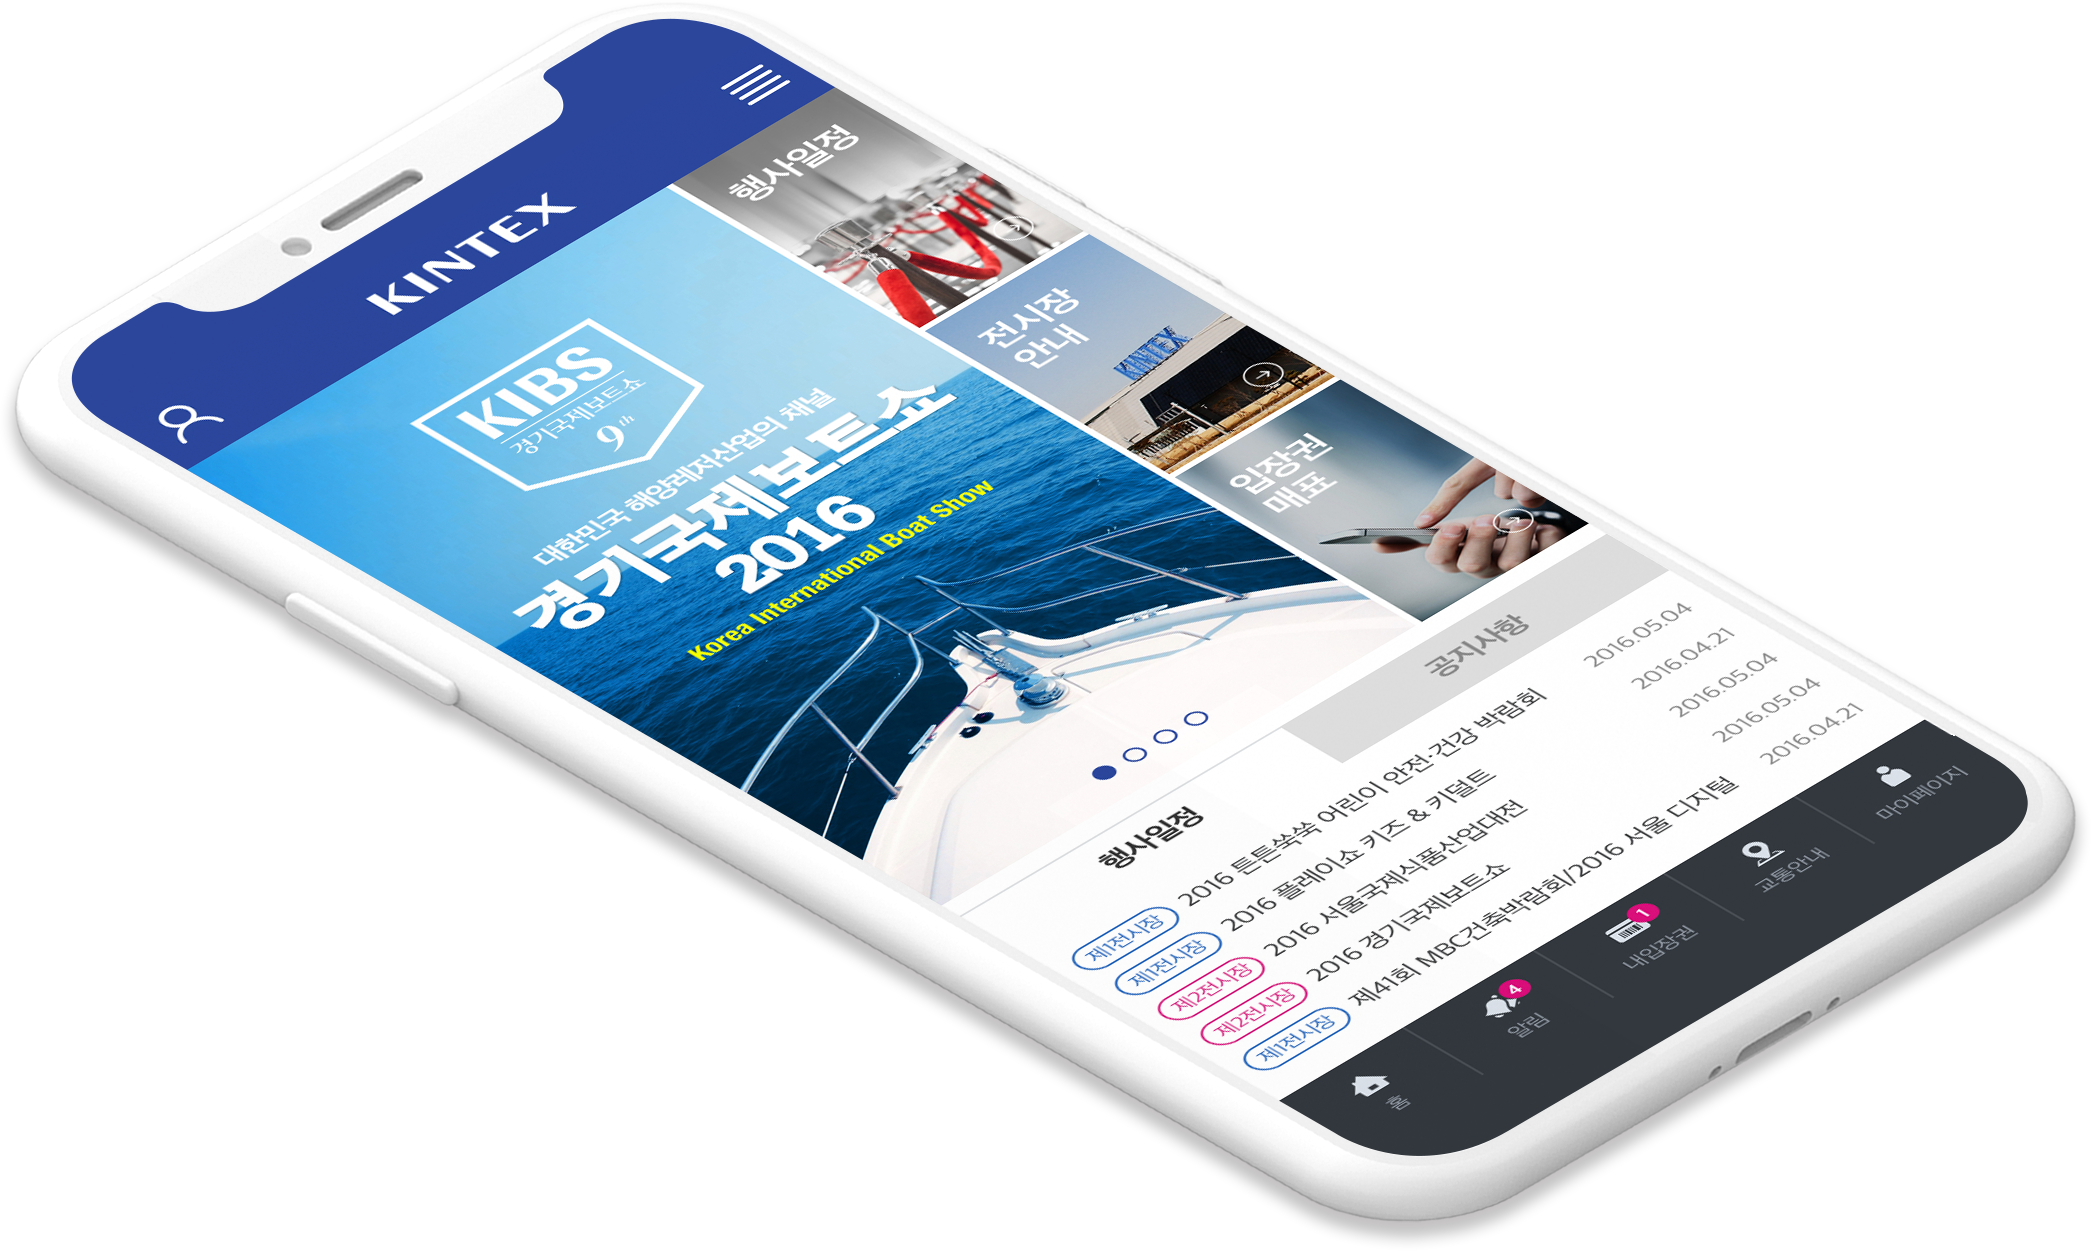 KINTEX
KIBS
경기국제보트쇼
9th
대한민국 해양레저산업의 채널
경기국제보트쇼
2016
Korea International Boat Show
행사일정
전시장
안내
KINTEX
입장권
매표
행사일정
공지사항
제1전시장 2016 튼튼쑥쑥 어린이 안전·건강 박람회 2016.05.04
제1전시장 2016 플레이쇼 키즈 & 키덜트 2016.04.21
제2전시장 2016 서울국제식품산업대전 2016.05.04
제2전시장 2016 경기국제보트쇼 2016.05.04
제1전시장 제41회 MBC건축박람회/2016 서울 디지털 2016.04.21
홈
4
알림
1
내입장권
교통안내
마이페이지